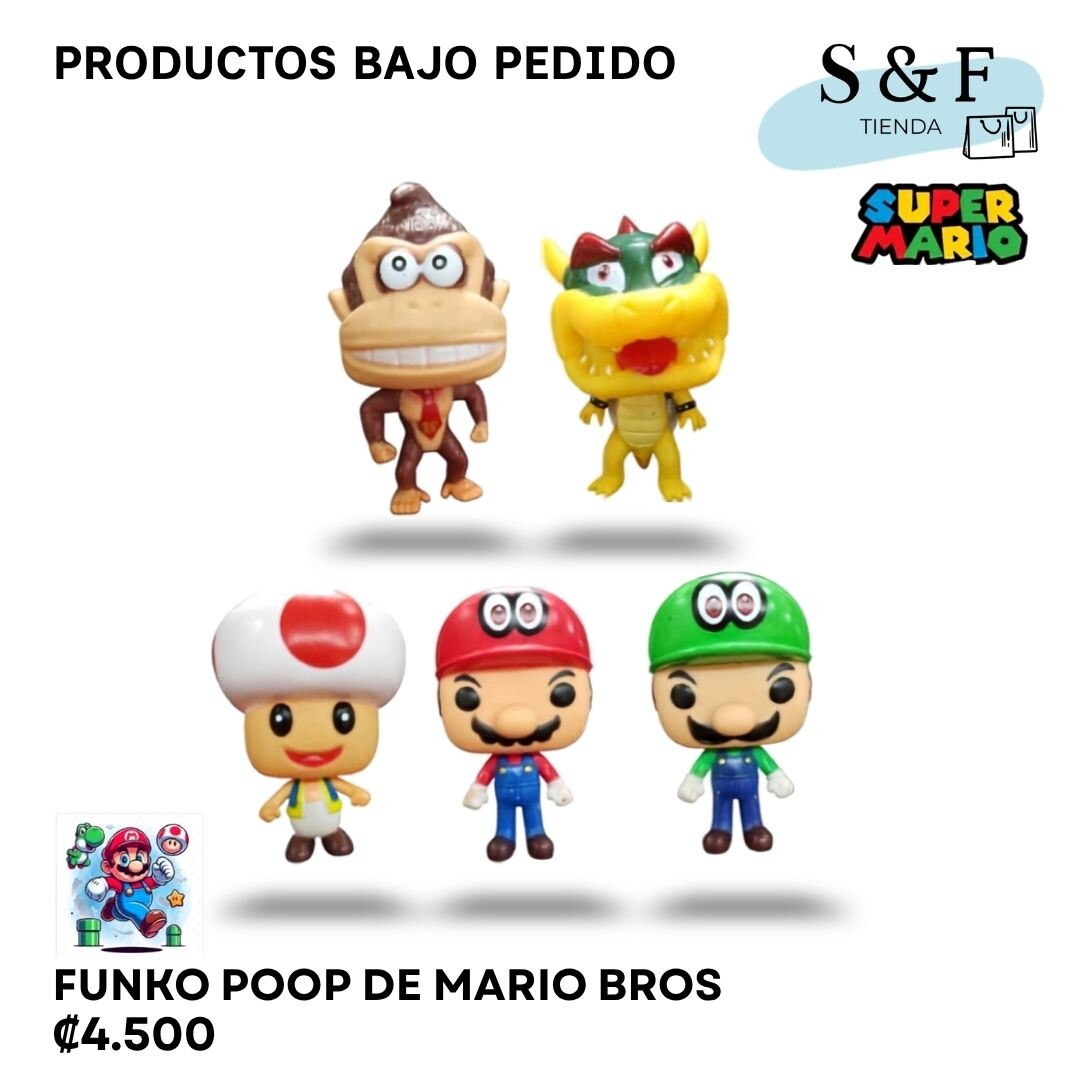 PRODUCTOS BAJO PEDIDO
S & F
TIENDA
SUPER
MARIO
FUNKO POOP DE MARIO BROS
₡4.500